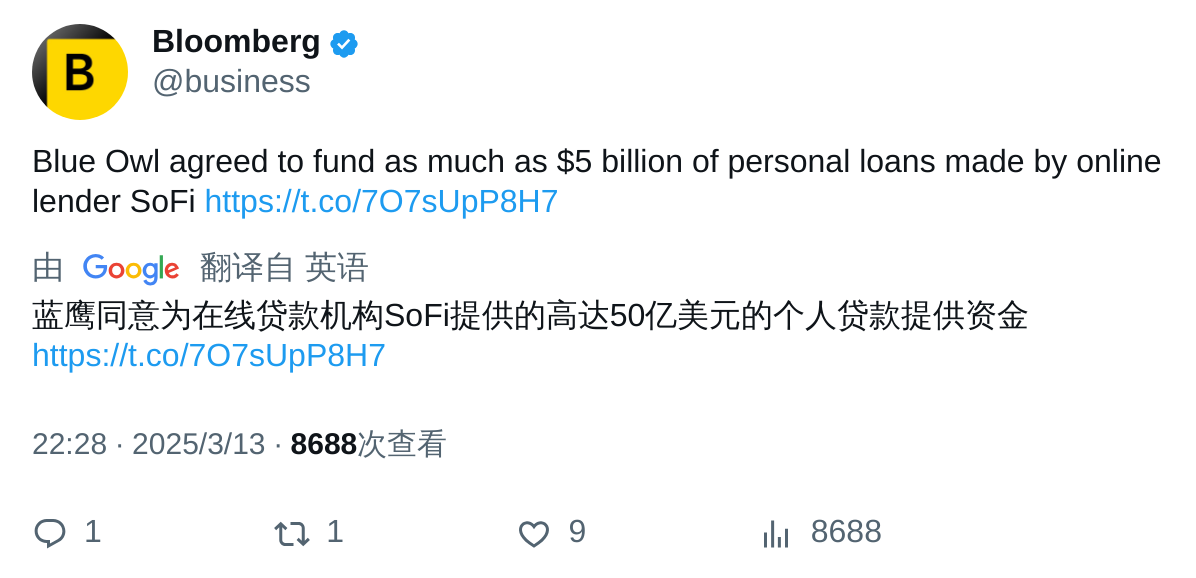 B
Bloomberg
@business
Blue Owl agreed to fund as much as $5 billion of personal loans made by online
lender SoFi https://t.co/7O7sUpP8H7
由 Google 翻译自 英语
蓝鹰同意为在线贷款机构SoFi提供的高达50亿美元的个人贷款提供资金
https://t.co/7O7sUpP8H7
22:28 · 2025/3/13 · 8688次查看
1 1 9 8688